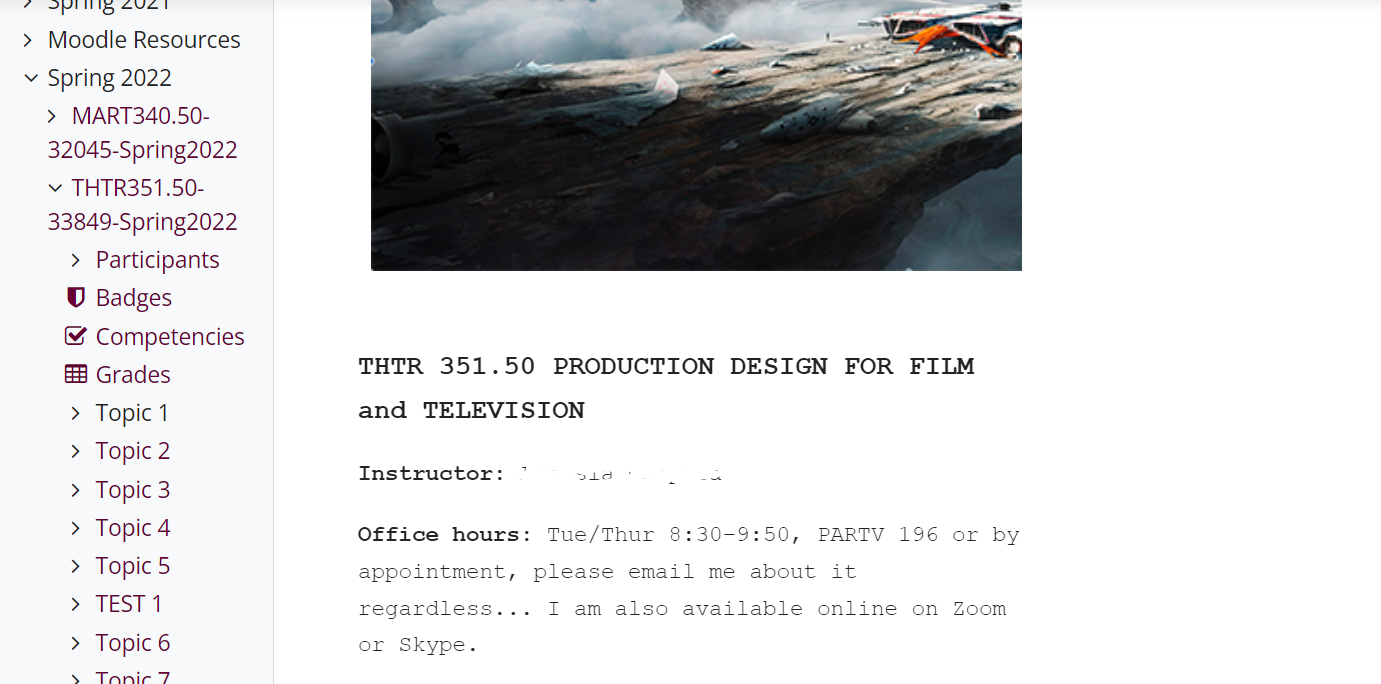 Spring 2021
Moodle Resources
Spring 2022
MART340.50-
32045-Spring2022
THTR351.50-
33849-Spring2022
Participants
Badges
Competencies
Grades
Topic 1
Topic 2
Topic 3
Topic 4
Topic 5
TEST 1
Topic 6
Topic 7
THTR 351.50 PRODUCTION DESIGN FOR FILM
and TELEVISION
Instructor:
Office hours: Tue/Thur 8:30-9:50, PARTV 196 or by
appointment, please email me about it
regardless... I am also available online on Zoom
or Skype.